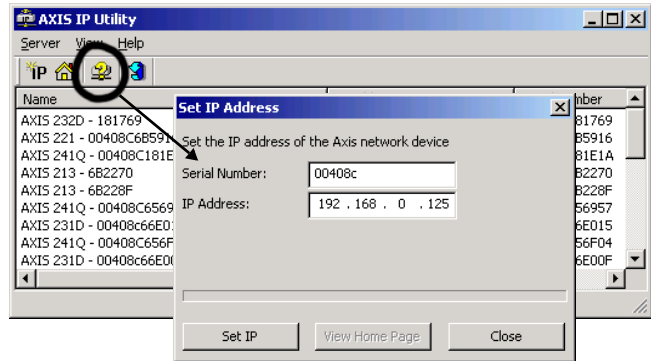 AXIS IP Utility
Server View Help
IP
Name
mber
AXIS 232D - 181769
81769
AXIS 221 - 00408C6B591
B5916
AXIS 241Q - 00408C181E
81E1A
AXIS 213 - 6B2270
B2270
AXIS 213 - 6B228F
B228F
AXIS 241Q - 00408C6569
56957
AXIS 231D - 00408c66E0
6E015
AXIS 241Q - 00408C656F
56F04
AXIS 231D - 00408c66E00
6E00F
Set IP Address
Set the IP address of the Axis network device
Serial Number: 00408c
IP Address: 192 . 168 . 0 . 125
Set IP View Home Page Close